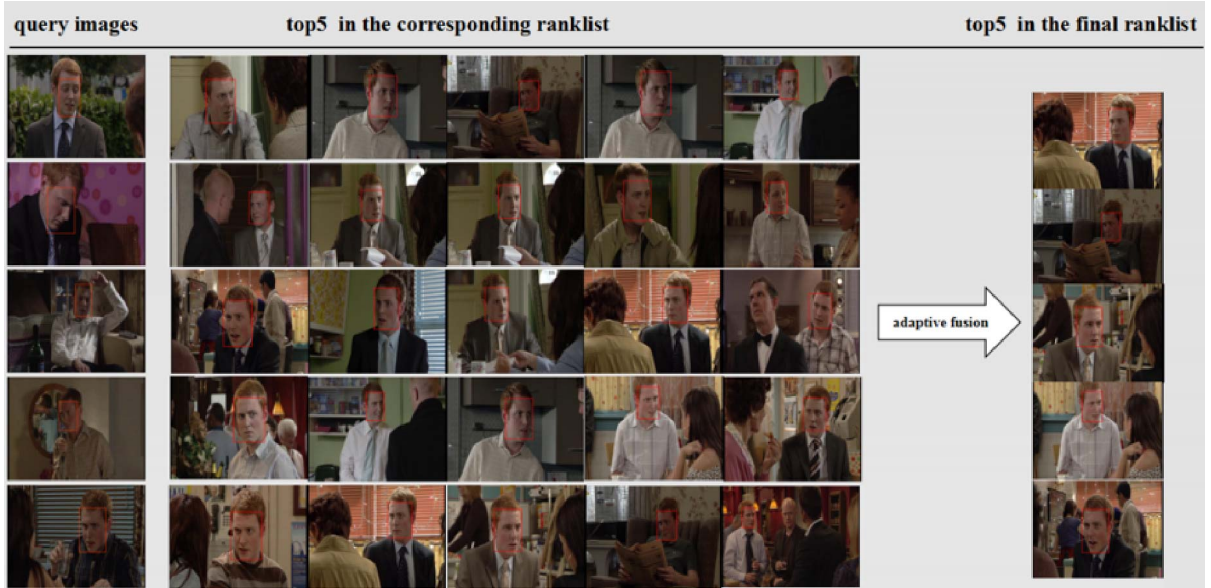 query images
top5 in the corresponding ranklist
top5 in the final ranklist
adaptive fusion